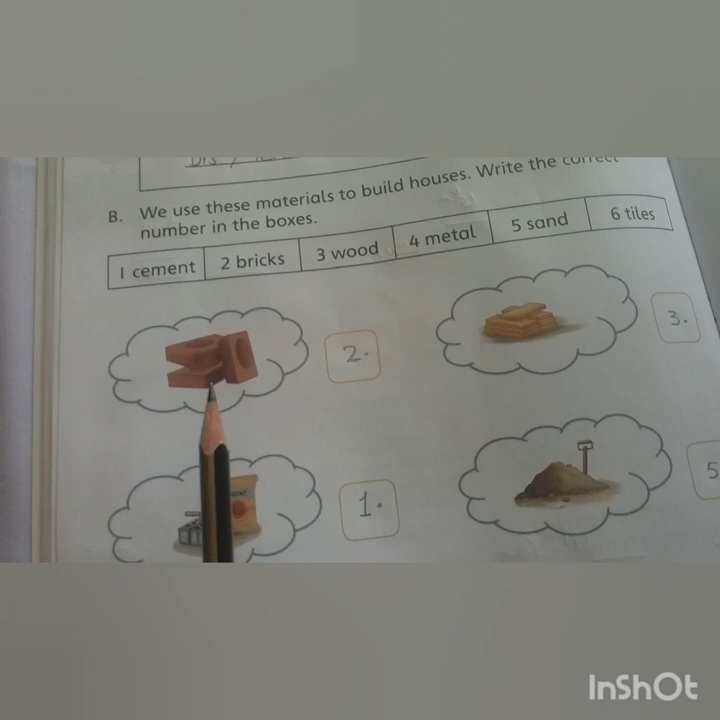 B. We use these materials to build houses. Write the correct
number in the boxes.
1 cement 2 bricks 3 wood 4 metal 5 sand 6 tiles
2. 3.
1. 5
InShOt